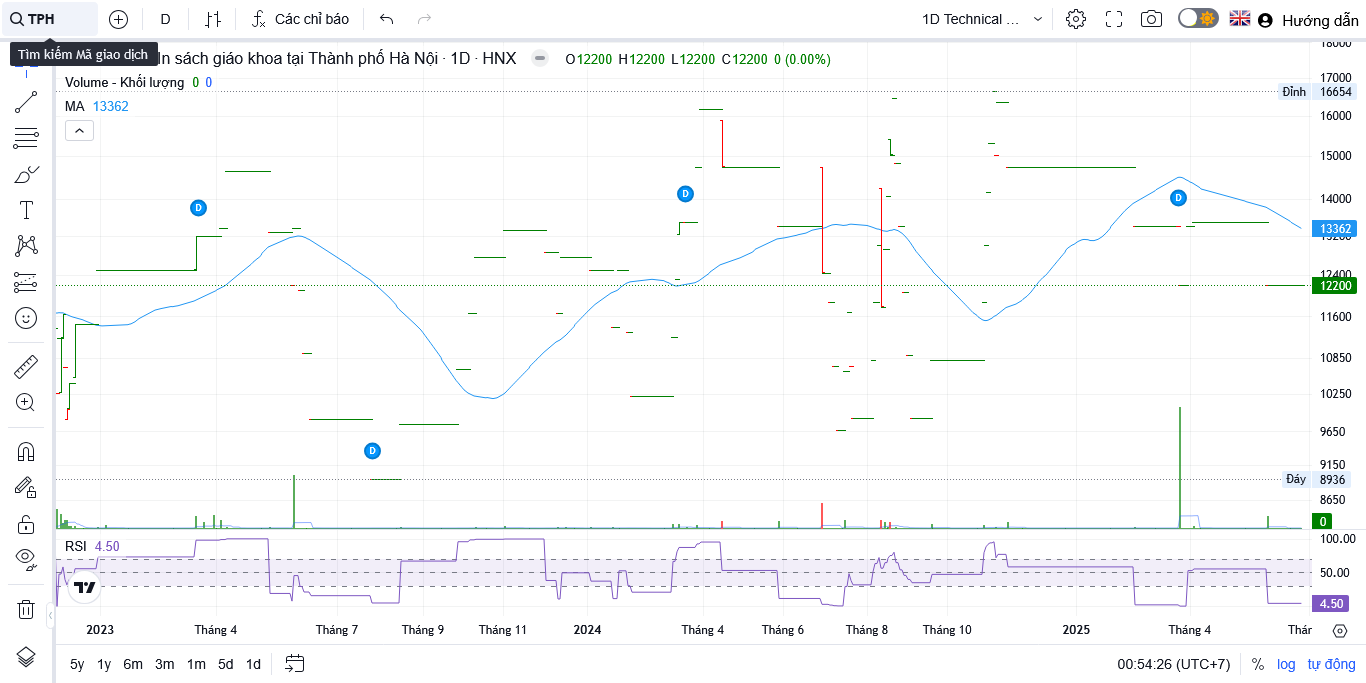 TPH
D
Các chỉ báo
1D Technical ...
Hướng dẫn
Tìm kiếm Mã giao dịch
In sách giáo khoa tại Thành phố Hà Nội · 1D · HNX
O12200 H12200 L12200 C12200 0 (0.00%)
Volume - Khối lượng 0 0
MA 13362
18000
17000
Đỉnh 16654
16000
15000
14000
13362
13200
12400
12200
11600
10850
10250
9650
9150
Đáy 8936
8650
0
D
D
D
D
RSI 4.50
100.00
50.00
4.50
2023 Tháng 4 Tháng 7 Tháng 9 Tháng 11 2024 Tháng 4 Tháng 6 Tháng 8 Tháng 10 2025 Tháng 4 Thár
5y 1y 6m 3m 1m 5d 1d
00:54:26 (UTC+7) % log tự động